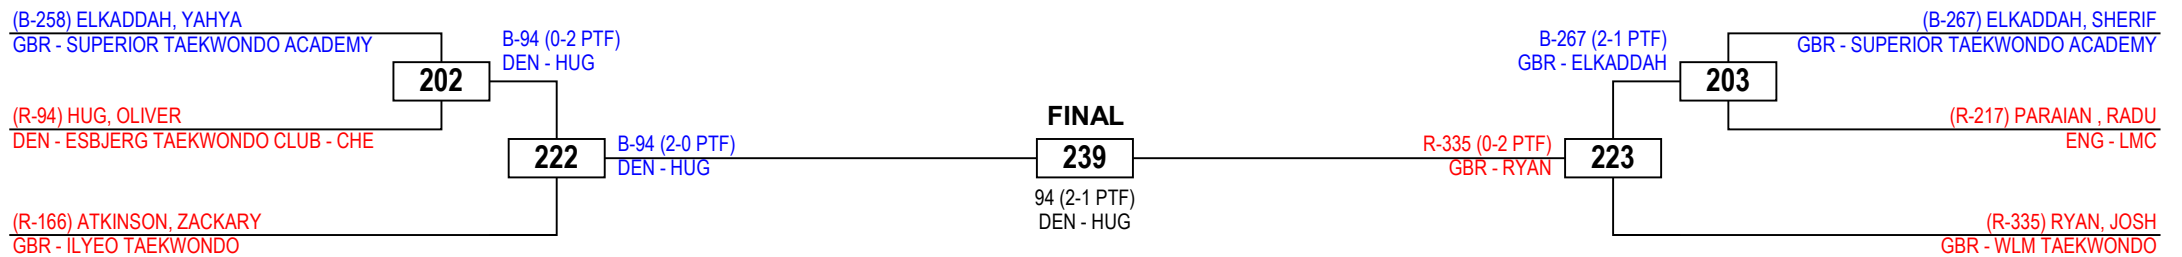 (B-258) ELKADDAH, YAHYA
GBR - SUPERIOR TAEKWONDO ACADEMY
202
(R-94) HUG, OLIVER
DEN - ESBJERG TAEKWONDO CLUB - CHE
B-94 (0-2 PTF)
DEN - HUG
222
(R-166) ATKINSON, ZACKARY
GBR - ILYEO TAEKWONDO
B-94 (2-0 PTF)
DEN - HUG
FINAL
239
94 (2-1 PTF)
DEN - HUG
R-335 (0-2 PTF)
GBR - RYAN
223
B-267 (2-1 PTF)
GBR - ELKADDAH
203
(B-267) ELKADDAH, SHERIF
GBR - SUPERIOR TAEKWONDO ACADEMY
(R-217) PARAIAN , RADU
ENG - LMC
(R-335) RYAN, JOSH
GBR - WLM TAEKWONDO